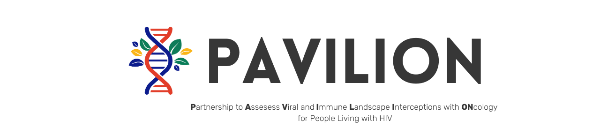 PAVILION
Partnership to Assesess Viral and Immune Landscape Interceptions with ONcology
for People Living with HIV